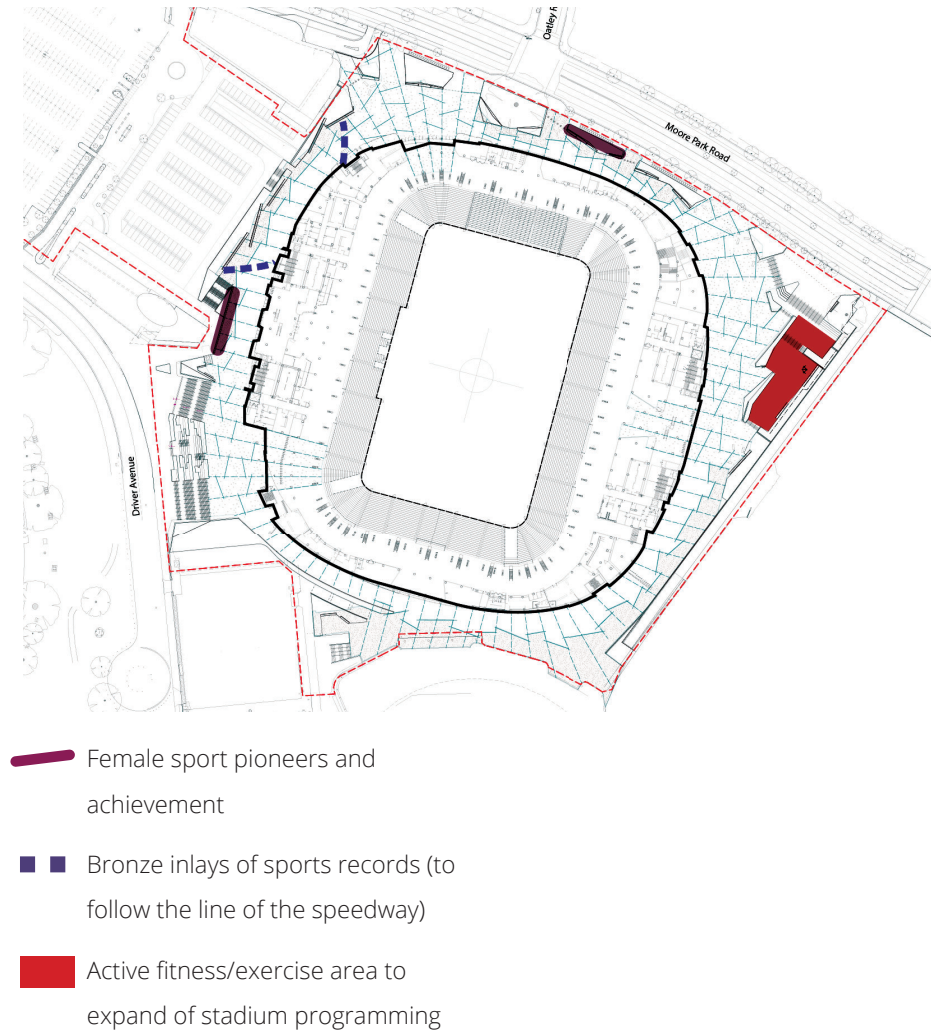 Oatley R
Moore Park Road
Driver Avenue
Female sport pioneers and
achievement
Bronze inlays of sports records (to
follow the line of the speedway)
Active fitness/exercise area to
expand of stadium programming